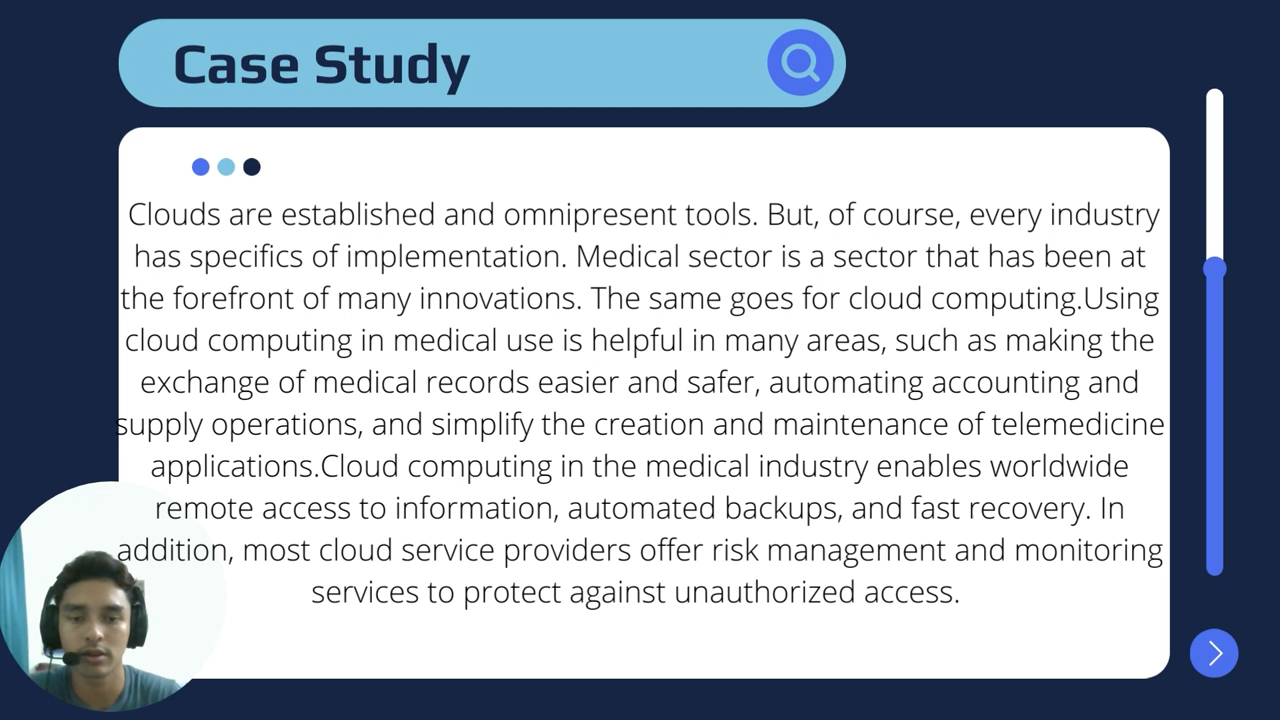 Case Study
Clouds are established and omnipresent tools. But, of course, every industry
has specifics of implementation. Medical sector is a sector that has been at
the forefront of many innovations. The same goes for cloud computing.Using
cloud computing in medical use is helpful in many areas, such as making the
exchange of medical records easier and safer, automating accounting and
supply operations, and simplify the creation and maintenance of telemedicine
applications.Cloud computing in the medical industry enables worldwide
remote access to information, automated backups, and fast recovery. In
addition, most cloud service providers offer risk management and monitoring
services to protect against unauthorized access.